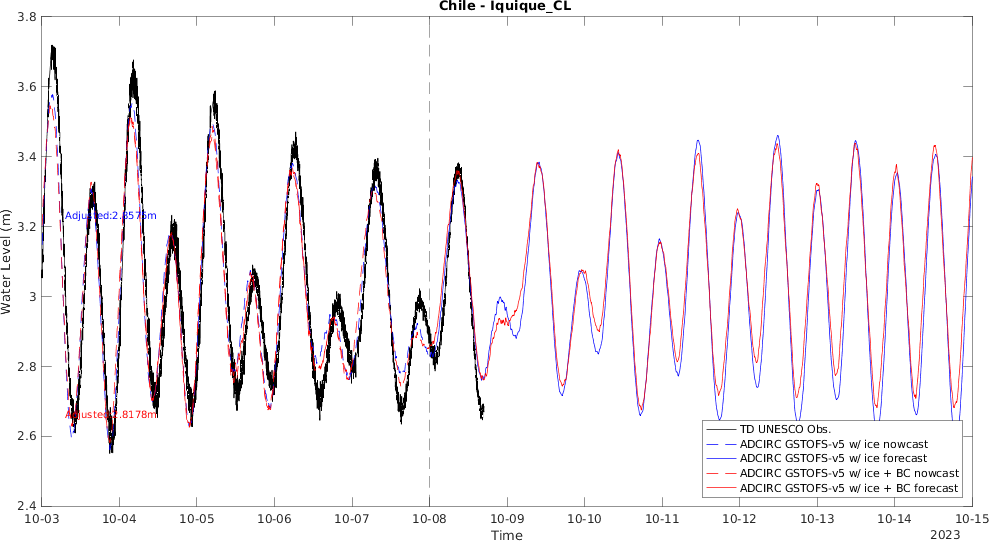 Chile - Iquique_CL
3.8
3.6
3.4
3.2
3
2.8
2.6
2.4
Water Level (m)
Adjusted:2.8575m
Adjusted:2.8178m
TD UNESCO Obs.
ADCIRC GSTOFS-v5 w/ ice nowcast
ADCIRC GSTOFS-v5 w/ ice forecast
ADCIRC GSTOFS-v5 w/ ice + BC nowcast
ADCIRC GSTOFS-v5 w/ ice + BC forecast
10-03 10-04 10-05 10-06 10-07 10-08 10-09 10-10 10-11 10-12 10-13 10-14 10-15
Time
2023